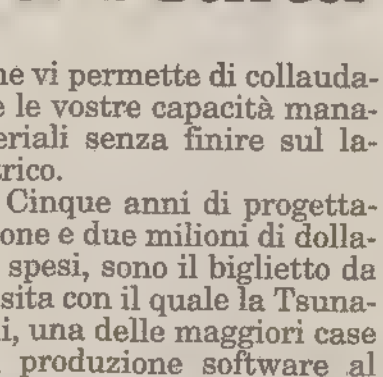 ne vi permette di collauda-
e le vostre capacità mana-
eriali senza finire sul la-
rico.
Cinque anni di progetta-
one e due milioni di dolla-
spesi, sono il biglietto da
sita con il quale la Tsuna-
i, una delle maggiori case
produzione software al